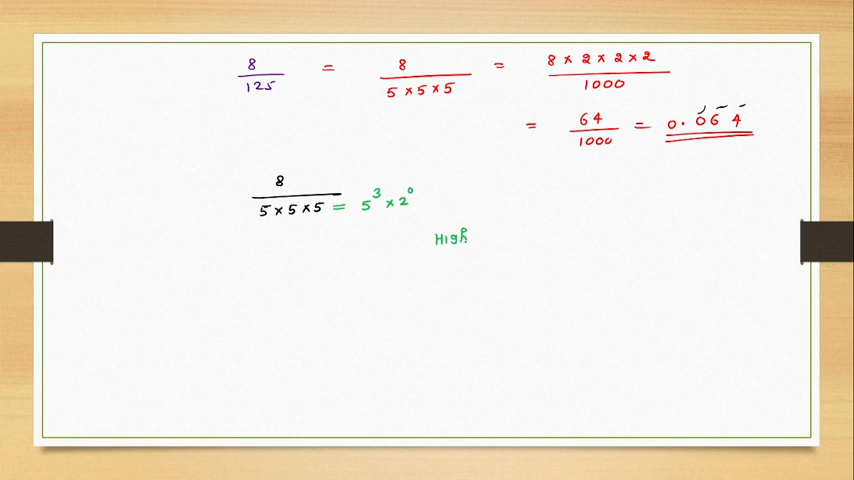 8/125 = 8/(5 × 5 × 5) = (8 × 2 × 2 × 2)/1000
= 64/1000 = 0.064
8/(5 × 5 × 5) = 5³ × 2⁰
High